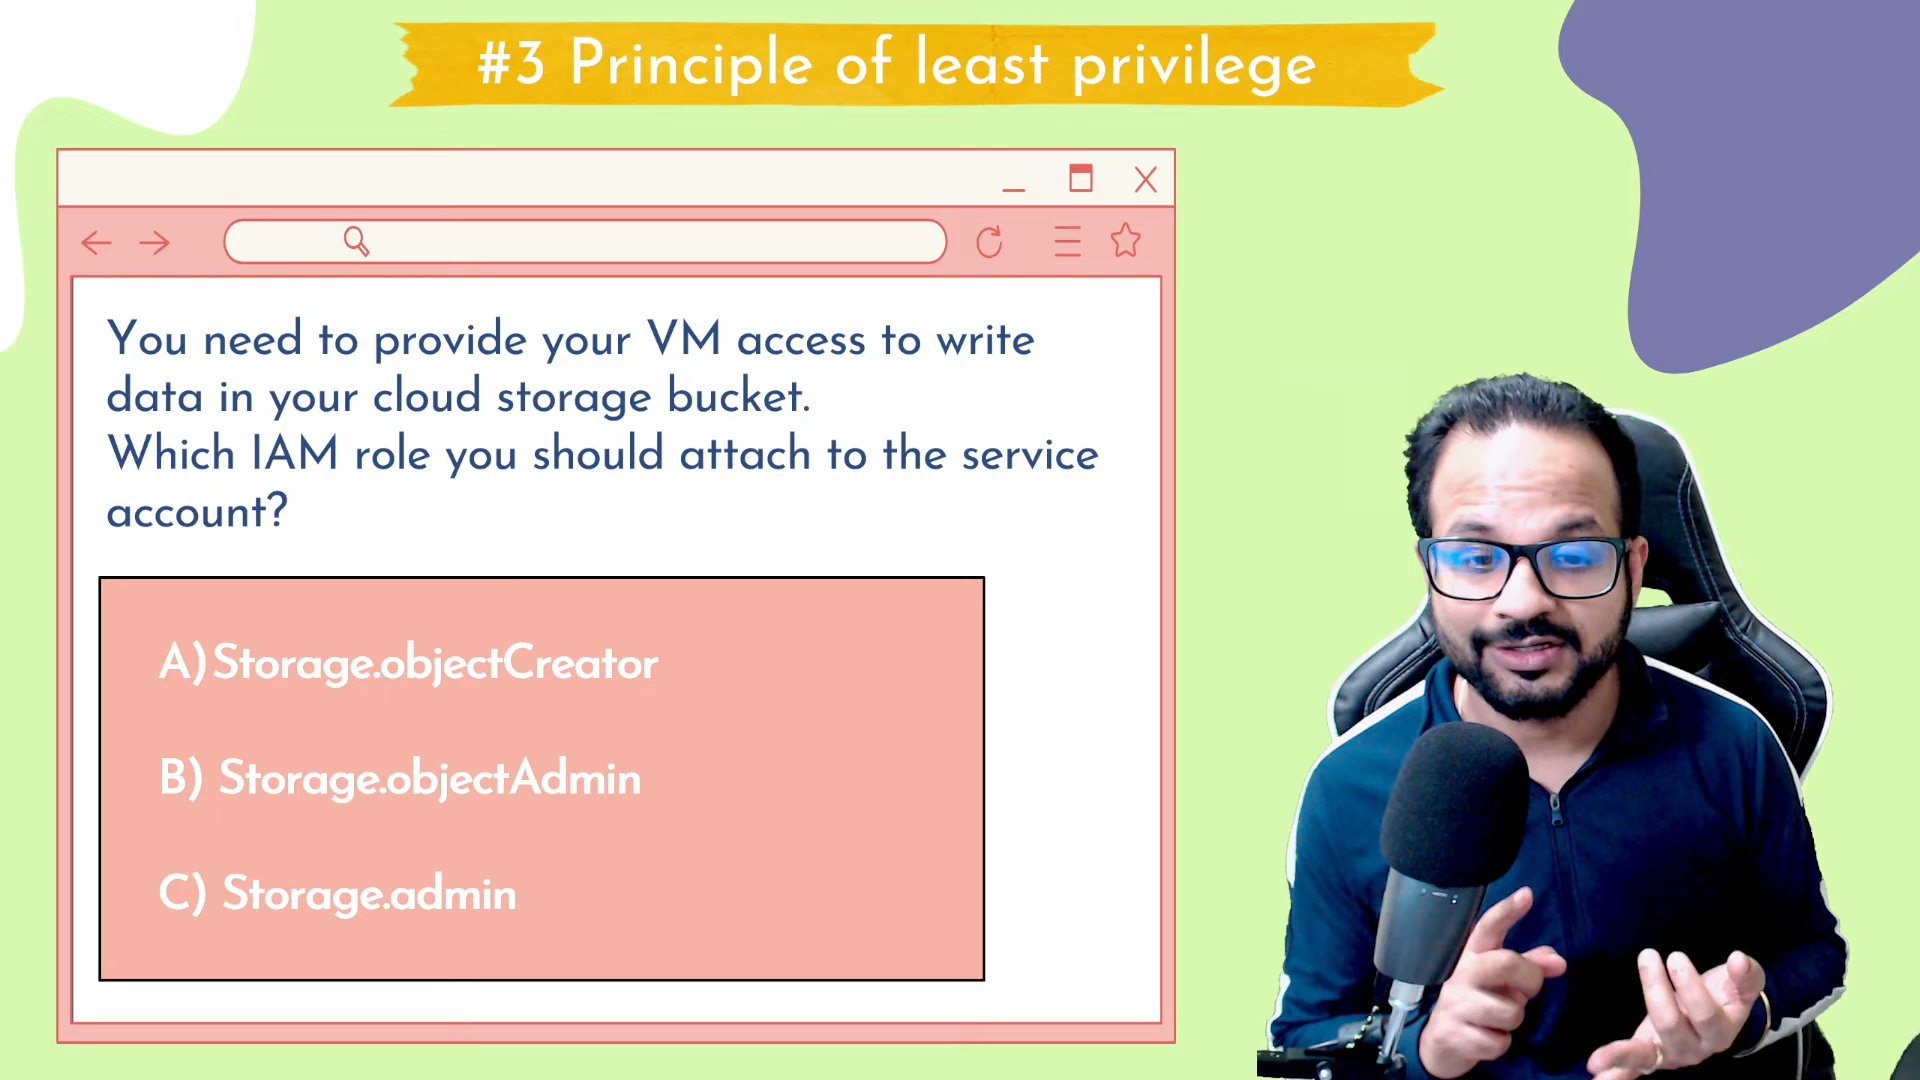 #3 Principle of least privilege
You need to provide your VM access to write
data in your cloud storage bucket.
Which IAM role you should attach to the service
account?
A) Storage.objectCreator
B) Storage.objectAdmin
C) Storage.admin